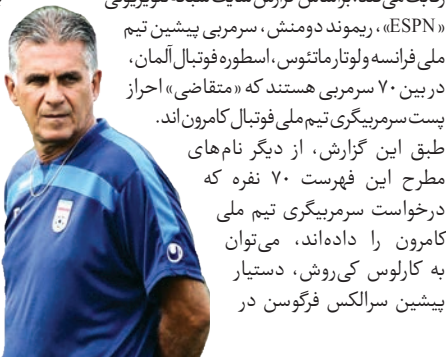 «ESPN»، ریموند دومنش، سرمربی پیشین تیم
ملی فرانسه ولوتار ماتئوس، اسطوره فوتبال آلمان،
در بین ۷۰ سرمربی هستند که «متقاضی» احراز
پست سرمربیگری تیم ملی فوتبال کامرون اند.
طبق این گزارش، از دیگر نام‌های
مطرح این فهرست ۷۰ نفره که
درخواست سرمربیگری تیم ملی
کامرون را داده‌اند، می‌توان
به کارلوس کی‌روش، دستیار
پیشین سرالکس فرگوسن در